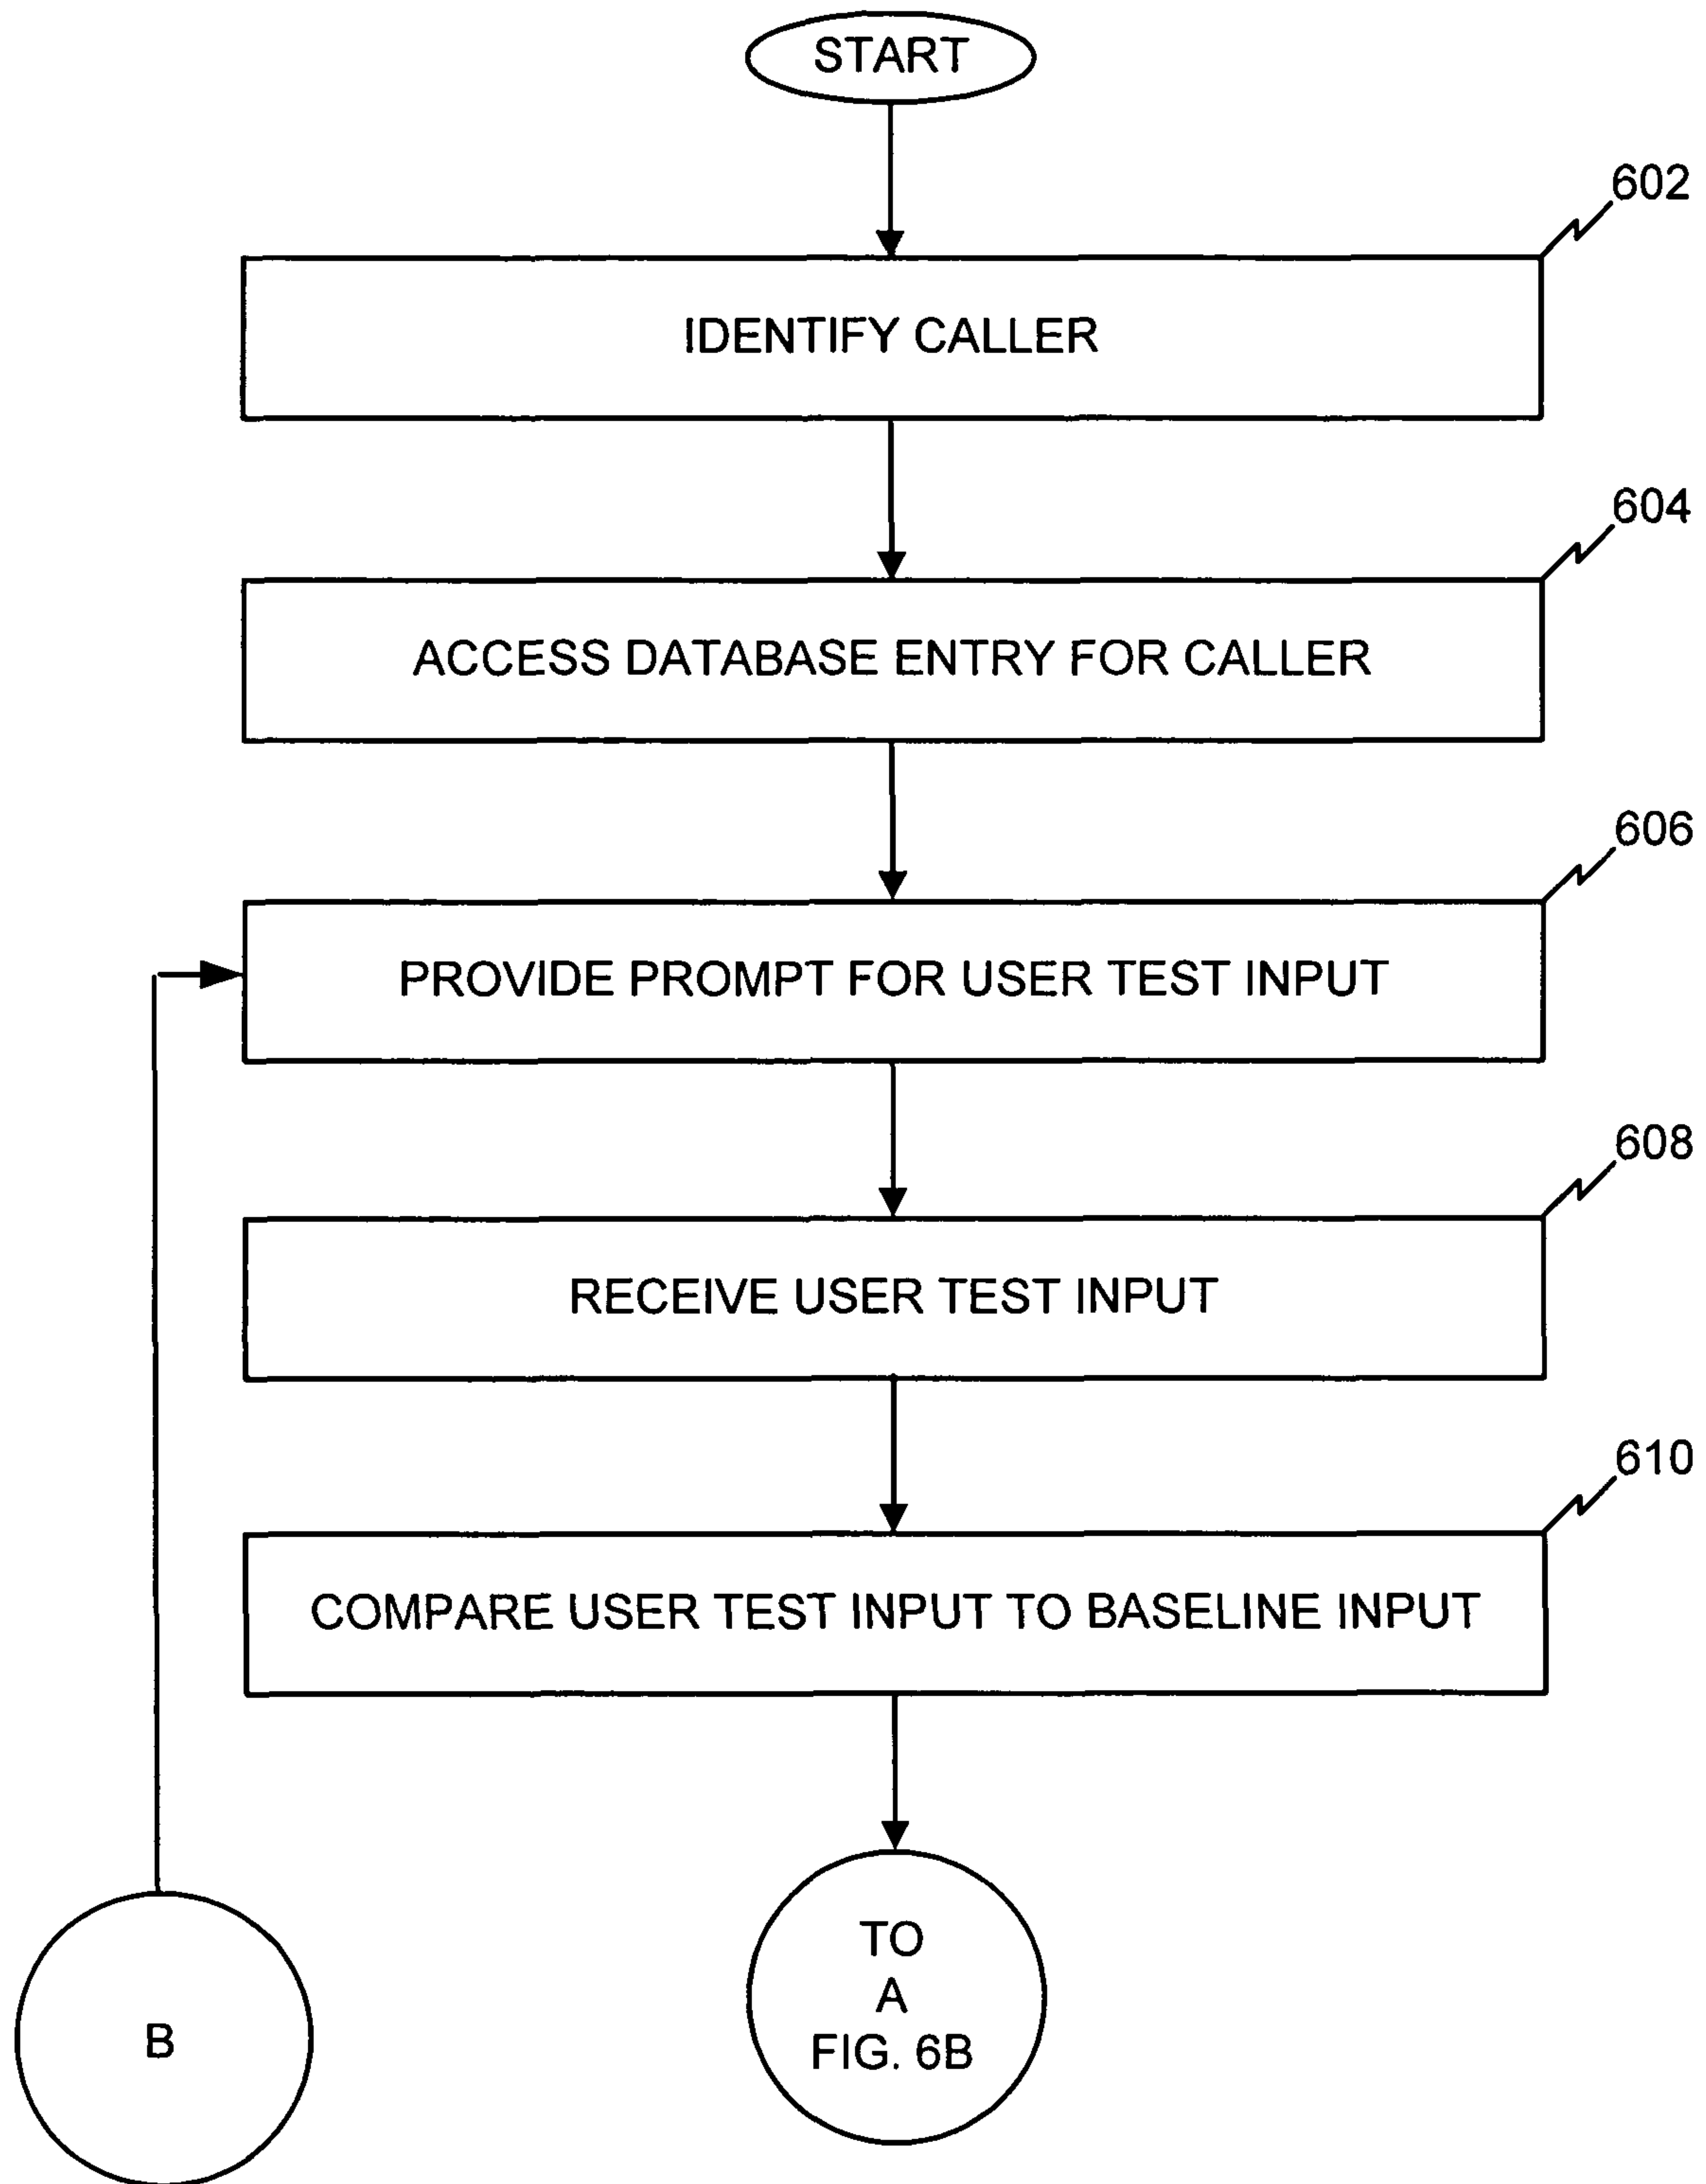 START
602
IDENTIFY CALLER
604
ACCESS DATABASE ENTRY FOR CALLER
606
PROVIDE PROMPT FOR USER TEST INPUT
608
RECEIVE USER TEST INPUT
610
COMPARE USER TEST INPUT TO BASELINE INPUT
TO
A
FIG. 6B
B